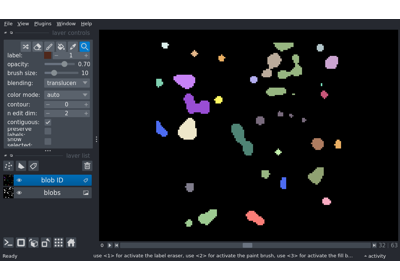 File View Plugins Window Help
layer controls
label: 1
opacity: 0.70
brush size: 10
blending: translucen
color mode: auto
contour: 0
n edit dim: 2
contiguous:
preserve
labels:
show
selected:
layer list
blob ID
blobs
0
32
63
Ready
use <1> for activate the label eraser, use <2> for activate the paint brush, use <3> for activate the fill b...
activity